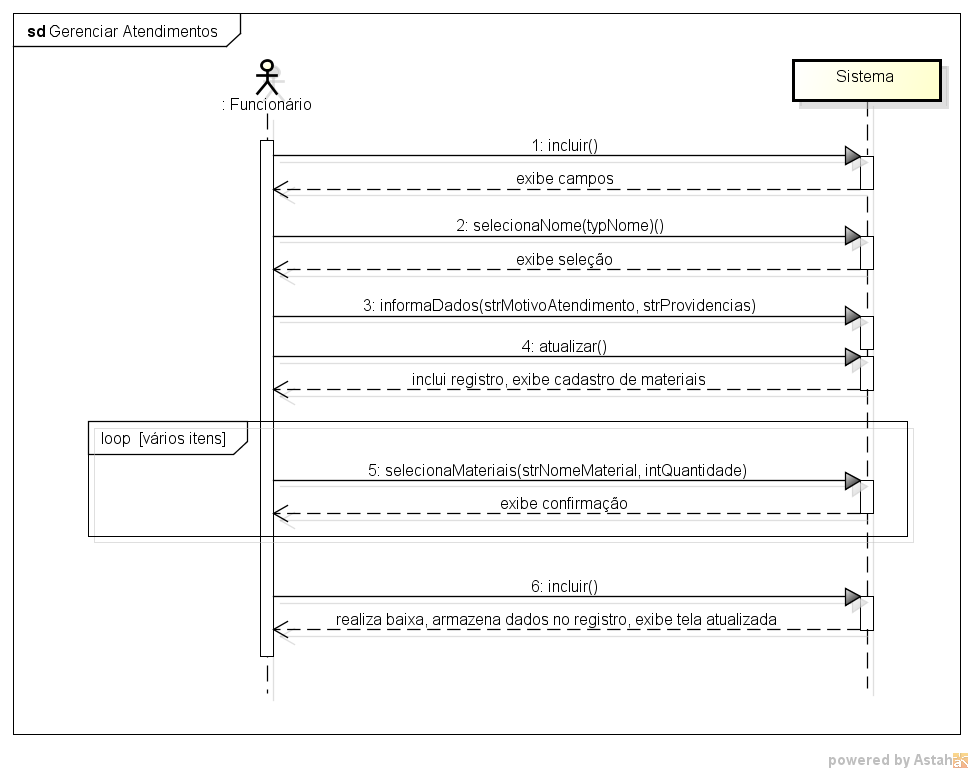 sd Gerenciar Atendimentos
: Funcionário
Sistema
1: incluir()
exibe campos
2: selecionaNome(typNome)()
exibe seleção
3: informaDados(strMotivoAtendimento, strProvidencias)
4: atualizar()
inclui registro, exibe cadastro de materiais
loop [vários itens]
5: selecionaMateriais(strNomeMaterial, intQuantidade)
exibe confirmação
6: incluir()
realiza baixa, armazena dados no registro, exibe tela atualizada
powered by Astah